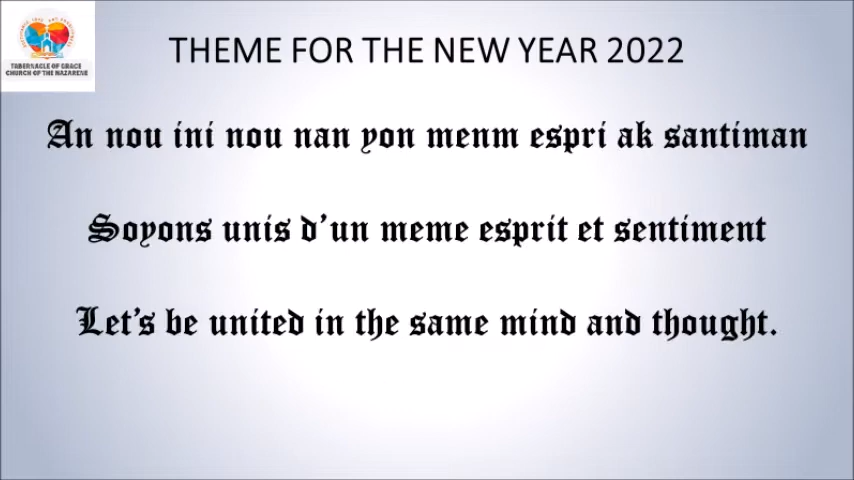 TABERNACLE OF GRACE
CHURCH OF THE NAZARENE
THEME FOR THE NEW YEAR 2022
An nou ini nou nan yon menm espri ak santiman
Soyons unis d’un meme esprit et sentiment
Let’s be united in the same mind and thought.